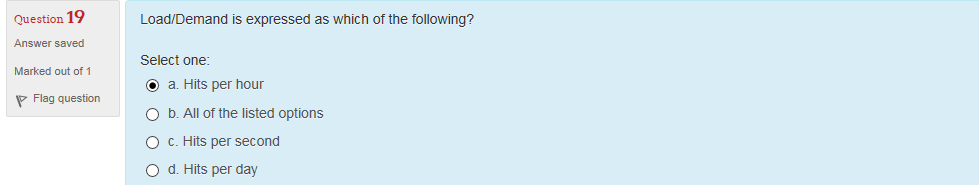 Question 19
Answer saved
Marked out of 1
Flag question
Load/Demand is expressed as which of the following?
Select one:
a. Hits per hour
b. All of the listed options
c. Hits per second
d. Hits per day